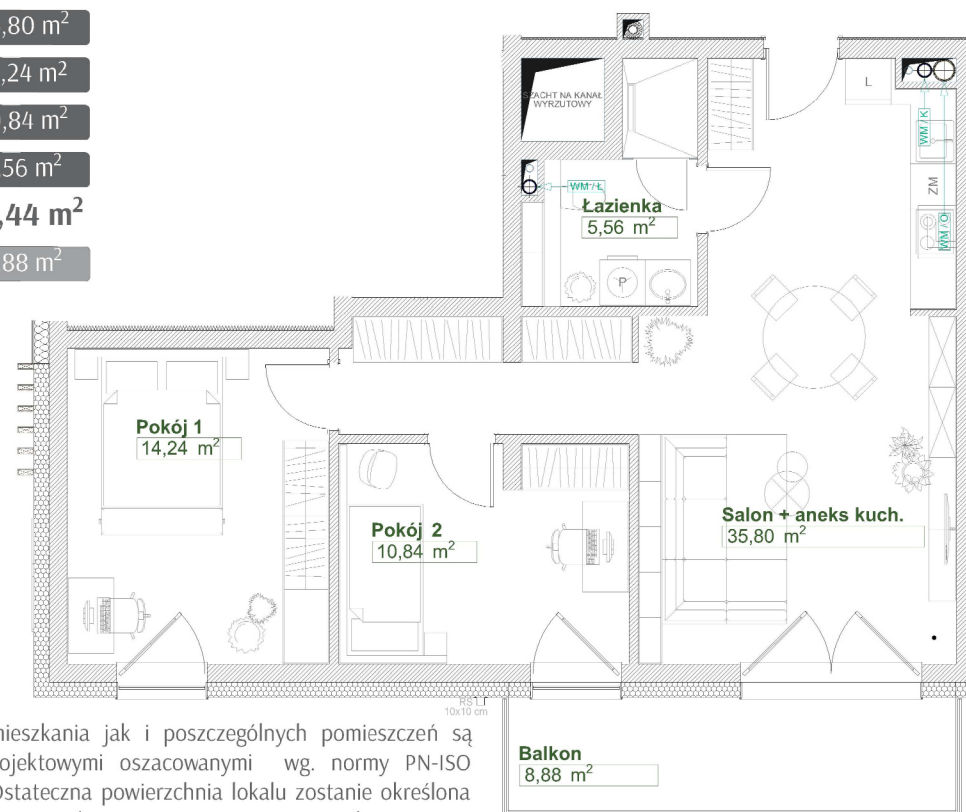 ,80 m²
,24 m²
,84 m²
,56 m²
,44 m²
,88 m²
SZACHT NA KANAŁ
WYRZUTOWY
L
WM / K
ZM
WM / O
WM / Ł
Łazienka
5,56 m²
P
Pokój 1
14,24 m²
Pokój 2
10,84 m²
Salon + aneks kuch.
35,80 m²
RS
10x10 cm
mieszkania jak i poszczególnych pomieszczeń są
ojektowymi oszacowanymi wg. normy PN-ISO
Ostateczna powierzchnia lokalu zostanie określona
Balkon
8,88 m²